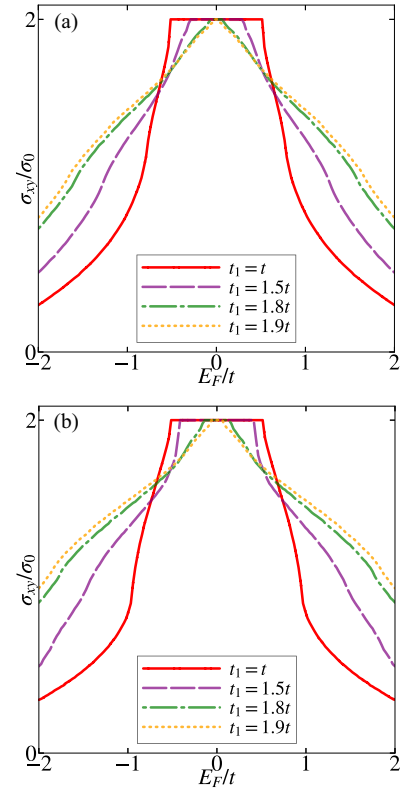 (a)
2
σxy/σ0
0
t1 = t
t1 = 1.5t
t1 = 1.8t
t1 = 1.9t
−2 −1 0 1 2
EF/t
(b)
2
σxy/σ0
0
t1 = t
t1 = 1.5t
t1 = 1.8t
t1 = 1.9t
−2 −1 0 1 2
EF/t